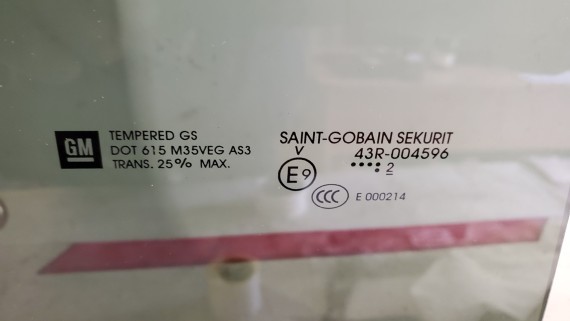 GM
TEMPERED GS
DOT 615 M35VEG AS3
TRANS. 25% MAX.
SAINT-GOBAIN SEKURIT
V
43R-004596
E9
2
CCC E 000214